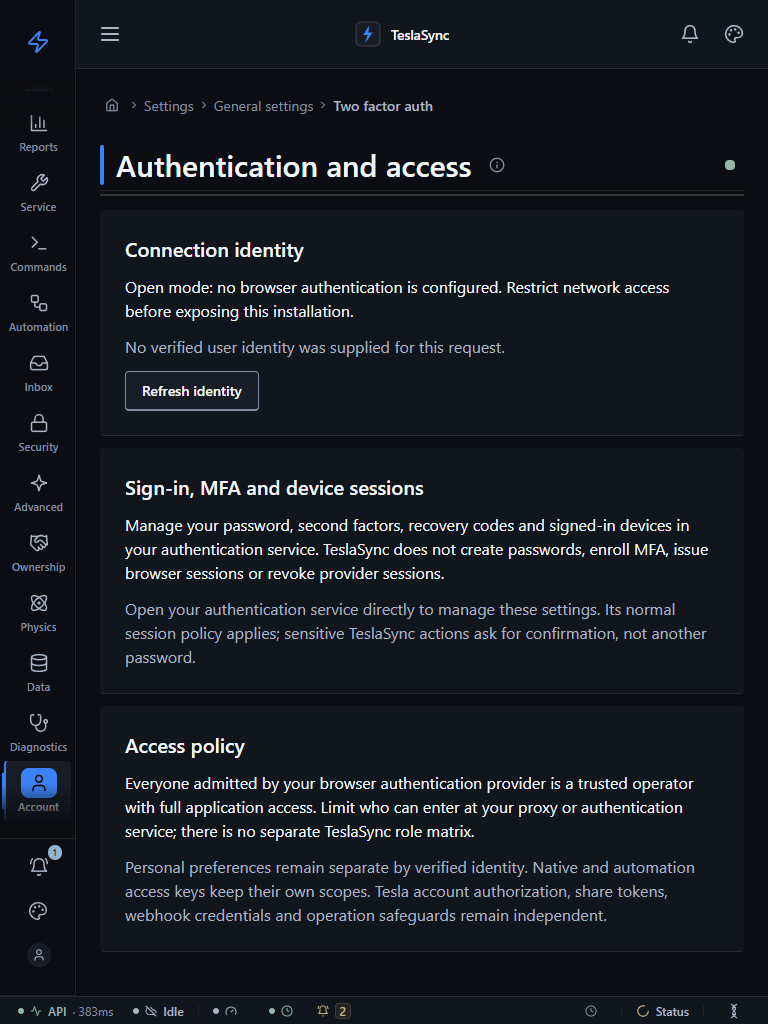 TeslaSync
Settings
General settings
Two factor auth
Reports
Service
Commands
Automation
Inbox
Security
Advanced
Ownership
Physics
Data
Diagnostics
Account
1
Authentication and access
Connection identity
Open mode: no browser authentication is configured. Restrict network access
before exposing this installation.
No verified user identity was supplied for this request.
Refresh identity
Sign-in, MFA and device sessions
Manage your password, second factors, recovery codes and signed-in devices in
your authentication service. TeslaSync does not create passwords, enroll MFA, issue
browser sessions or revoke provider sessions.
Open your authentication service directly to manage these settings. Its normal
session policy applies; sensitive TeslaSync actions ask for confirmation, not another
password.
Access policy
Everyone admitted by your browser authentication provider is a trusted operator
with full application access. Limit who can enter at your proxy or authentication
service; there is no separate TeslaSync role matrix.
Personal preferences remain separate by verified identity. Native and automation
access keys keep their own scopes. Tesla account authorization, share tokens,
webhook credentials and operation safeguards remain independent.
API · 383ms
Idle
2
Status